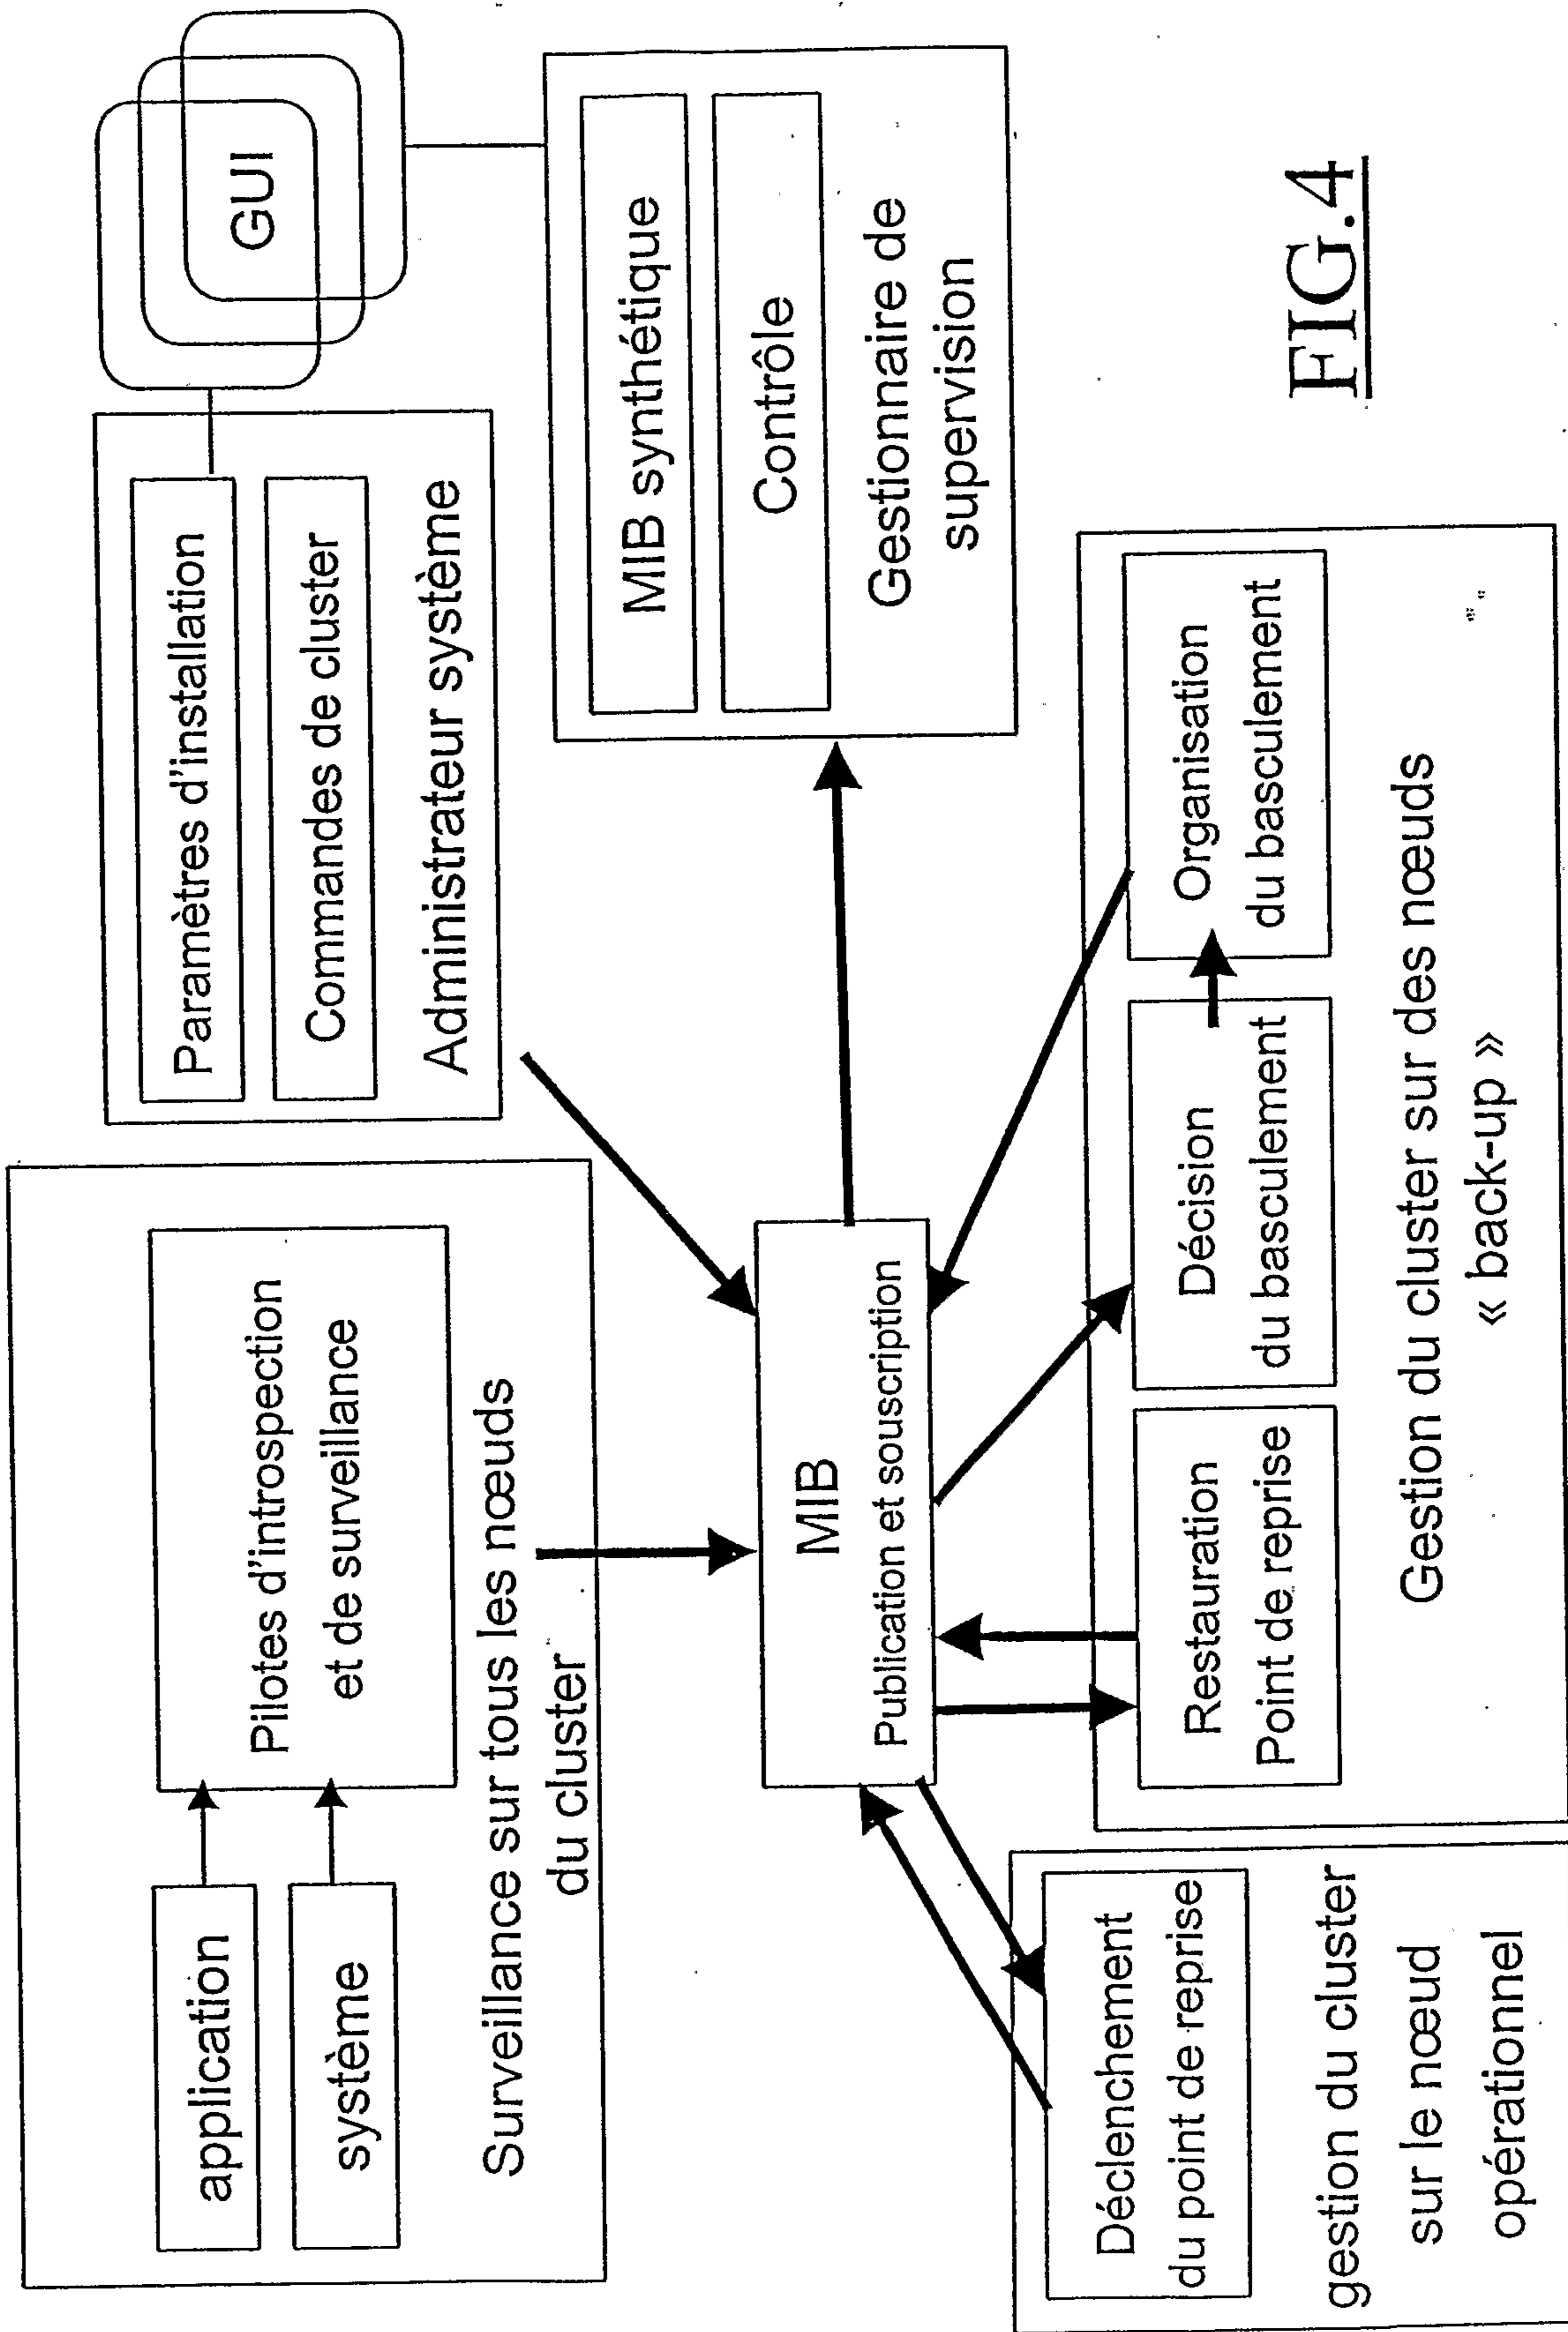 application
système
Pilotes d'introspection
et de surveillance
Surveillance sur tous les nœuds
du cluster
Paramètres d'installation
Commandes de cluster
Administrateur système
GUI
MIB
Publication et souscription
MIB synthétique
Contrôle
Gestionnaire de
supervision
Déclenchement
du point de reprise
gestion du cluster
sur le nœud
opérationnel
Restauration
Point de reprise
Décision
du basculement
Organisation
du basculement
Gestion du cluster sur des nœuds
« back-up »
FIG.4